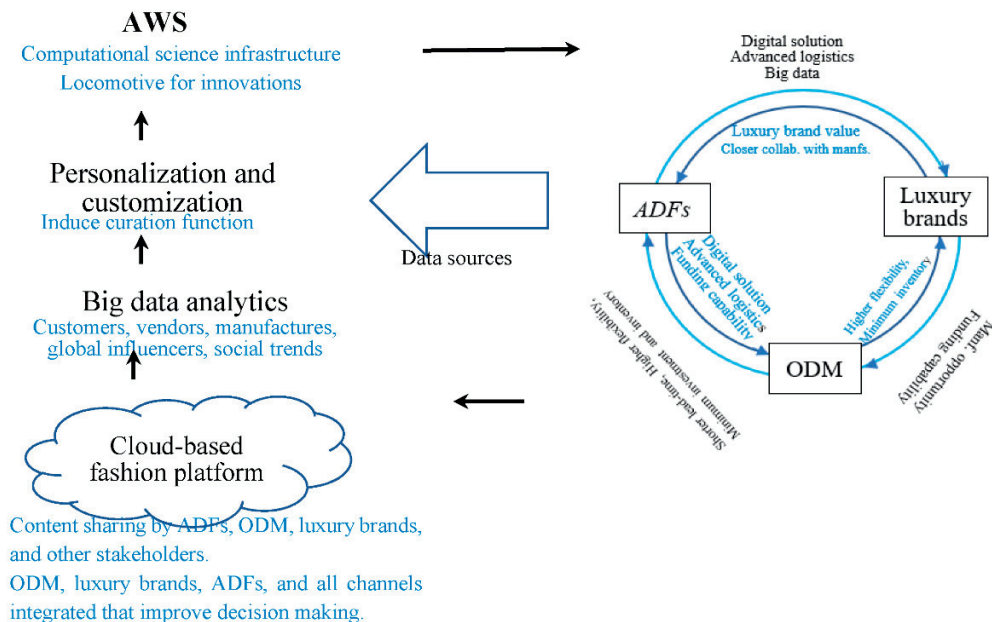 AWS
Computational science infrastructure
Locomotive for innovations
Personalization and
customization
Induce curation function
Big data analytics
Customers, vendors, manufactures,
global influencers, social trends
Cloud-based
fashion platform
Content sharing by ADFs, ODM, luxury brands,
and other stakeholders.
ODM, luxury brands, ADFs, and all channels
integrated that improve decision making.
Data sources
Digital solution
Advanced logistics
Big data
Luxury brand value
Closer collab. with manfs.
ADFs
Luxury
brands
Digital solution
Advanced logistics
Funding capability
Higher flexibility,
Minimum inventory
ODM
Shorter lead-time, Higher flexibility,
Minimum investment and inventory
Manf. opportunity
Funding capability